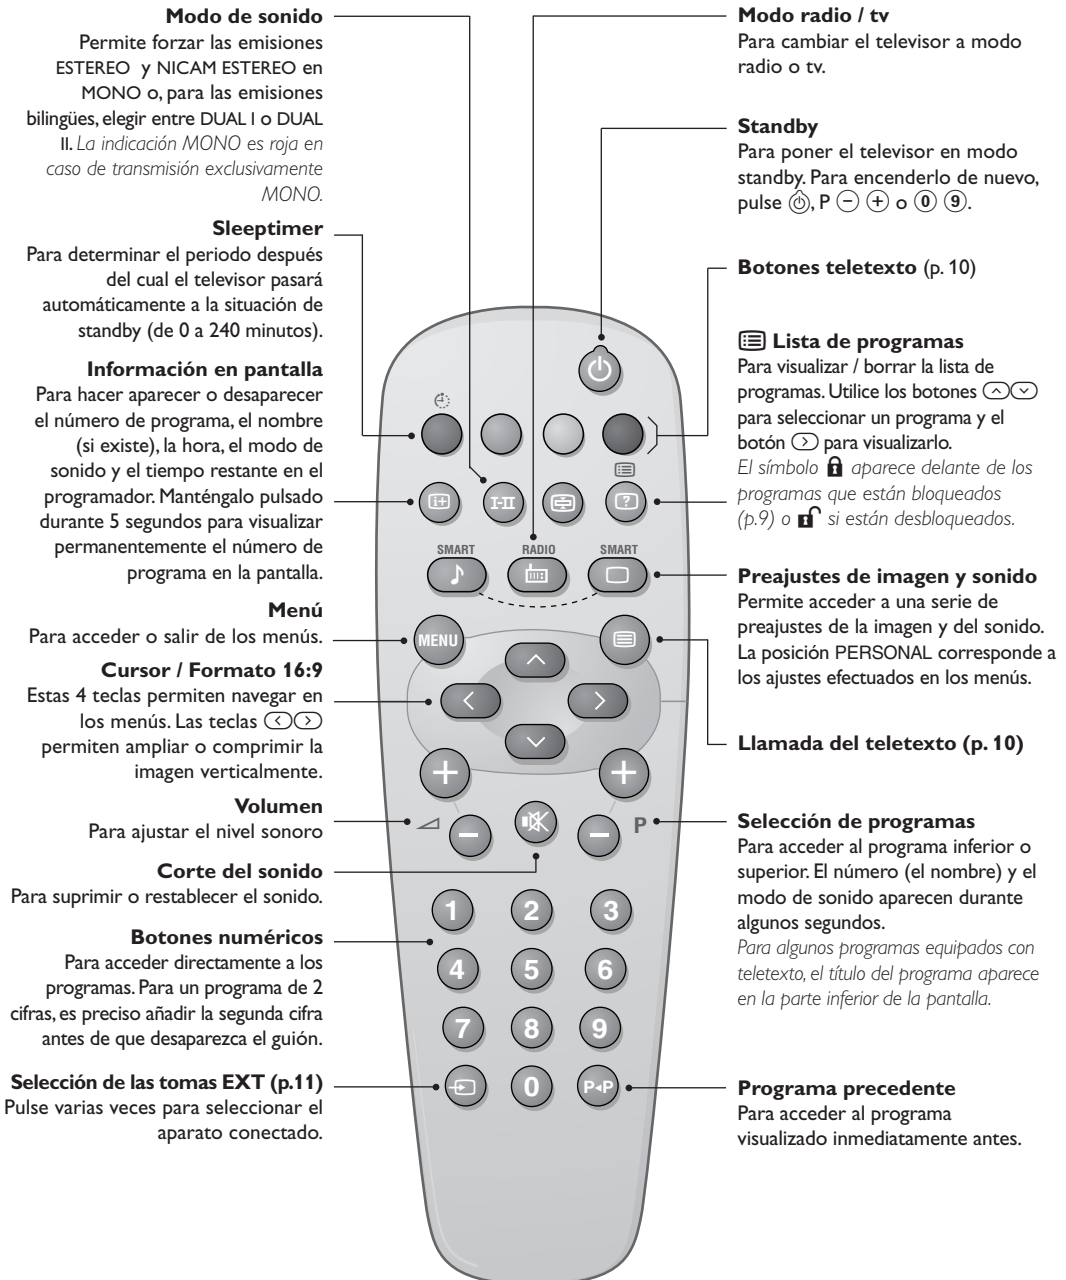 Modo de sonido
Permite forzar las emisiones
ESTEREO y NICAM ESTEREO en
MONO o, para las emisiones
bilingües, elegir entre DUAL I o DUAL
II. La indicación MONO es roja en
caso de transmisión exclusivamente
MONO.
Sleeptimer
Para determinar el periodo después
del cual el televisor pasará
automáticamente a la situación de
standby (de 0 a 240 minutos).
Información en pantalla
Para hacer aparecer o desaparecer
el número de programa, el nombre
(si existe), la hora, el modo de
sonido y el tiempo restante en el
programador. Manténgalo pulsado
durante 5 segundos para visualizar
permanentemente el número de
programa en la pantalla.
Menú
Para acceder o salir de los menús.
Cursor / Formato 16:9
Estas 4 teclas permiten navegar en
los menús. Las teclas < >
permiten ampliar o comprimir la
imagen verticalmente.
Volumen
Para ajustar el nivel sonoro
Corte del sonido
Para suprimir o restablecer el sonido.
Botones numéricos
Para acceder directamente a los
programas. Para un programa de 2
cifras, es preciso añadir la segunda cifra
antes de que desaparezca el guión.
Selección de las tomas EXT (p.11)
Pulse varias veces para seleccionar el
aparato conectado.
i+
I-II
?
SMART
RADIO
SMART
MENU
+
+
-
-
P
1
2
3
4
5
6
7
8
9
0
P◂P
Modo radio / tv
Para cambiar el televisor a modo
radio o tv.
Standby
Para poner el televisor en modo
standby. Para encenderlo de nuevo,
pulse ⏻, P - + o 0 9.
Botones teletexto (p. 10)
Lista de programas
Para visualizar / borrar la lista de
programas. Utilice los botones ^ v
para seleccionar un programa y el
botón > para visualizarlo.
El símbolo 🔒 aparece delante de los
programas que están bloqueados
(p.9) o 🔓 si están desbloqueados.
Preajustes de imagen y sonido
Permite acceder a una serie de
preajustes de la imagen y del sonido.
La posición PERSONAL corresponde a
los ajustes efectuados en los menús.
Llamada del teletexto (p. 10)
Selección de programas
Para acceder al programa inferior o
superior. El número (el nombre) y el
modo de sonido aparecen durante
algunos segundos.
Para algunos programas equipados con
teletexto, el título del programa aparece
en la parte inferior de la pantalla.
Programa precedente
Para acceder al programa
visualizado inmediatamente antes.